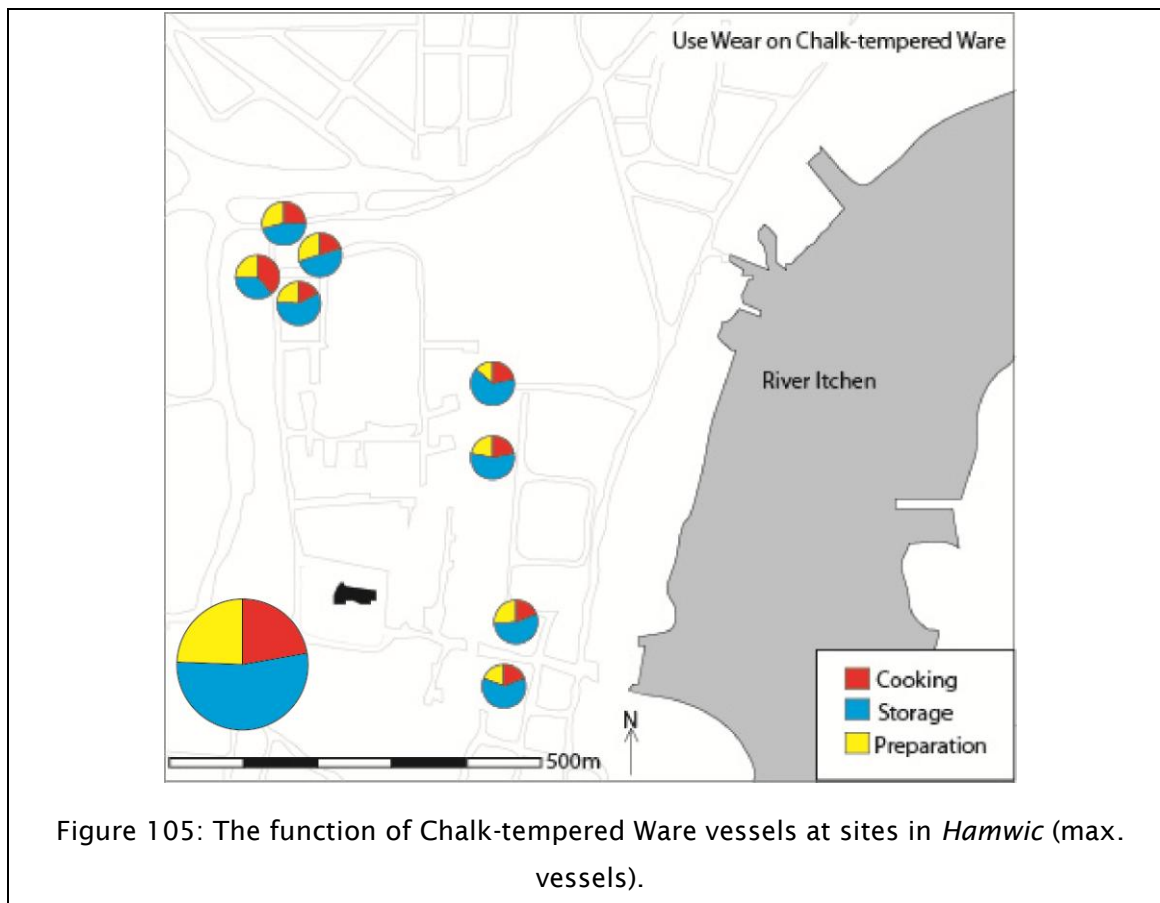 Use Wear on Chalk-tempered Ware
River Itchen
Cooking
Storage
Preparation
N
500m
Figure 105: The function of Chalk-tempered Ware vessels at sites in Hamwic (max.
vessels).